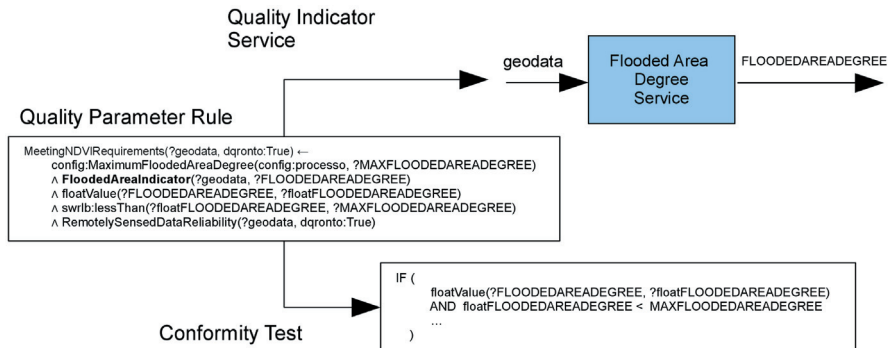 Quality Indicator
Service
geodata
Flooded Area
Degree
Service
FLOODEDAREADEGREE
Quality Parameter Rule
MeetingNDVIRequirements(?geodata, dqronto:True) ←
config:MaximumFloodedAreaDegree(config:processo, ?MAXFLOODEDAREADEGREE)
∧ FloodedAreaIndicator(?geodata, ?FLOODEDAREADEGREE)
∧ floatValue(?FLOODEDAREADEGREE, ?floatFLOODEDAREADEGREE)
∧ swrlb:lessThan(?floatFLOODEDAREADEGREE, ?MAXFLOODEDAREADEGREE)
∧ RemotelySensedDataReliability(?geodata, dqronto:True)
IF (
floatValue(?FLOODEDAREADEGREE, ?floatFLOODEDAREADEGREE)
AND floatFLOODEDAREADEGREE < MAXFLOODEDAREADEGREE
...
)
Conformity Test